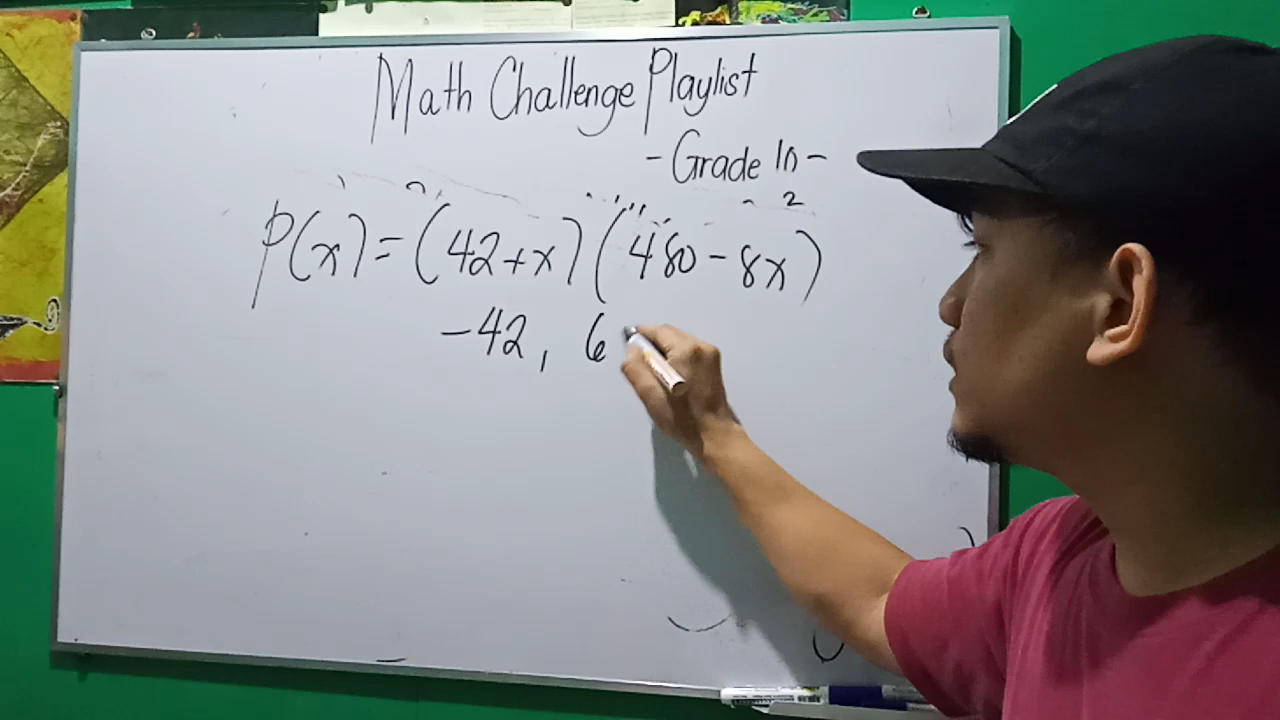 Math Challenge Playlist
- Grade 10 -
P(x) = (42+x)(480-8x)
-42, 6